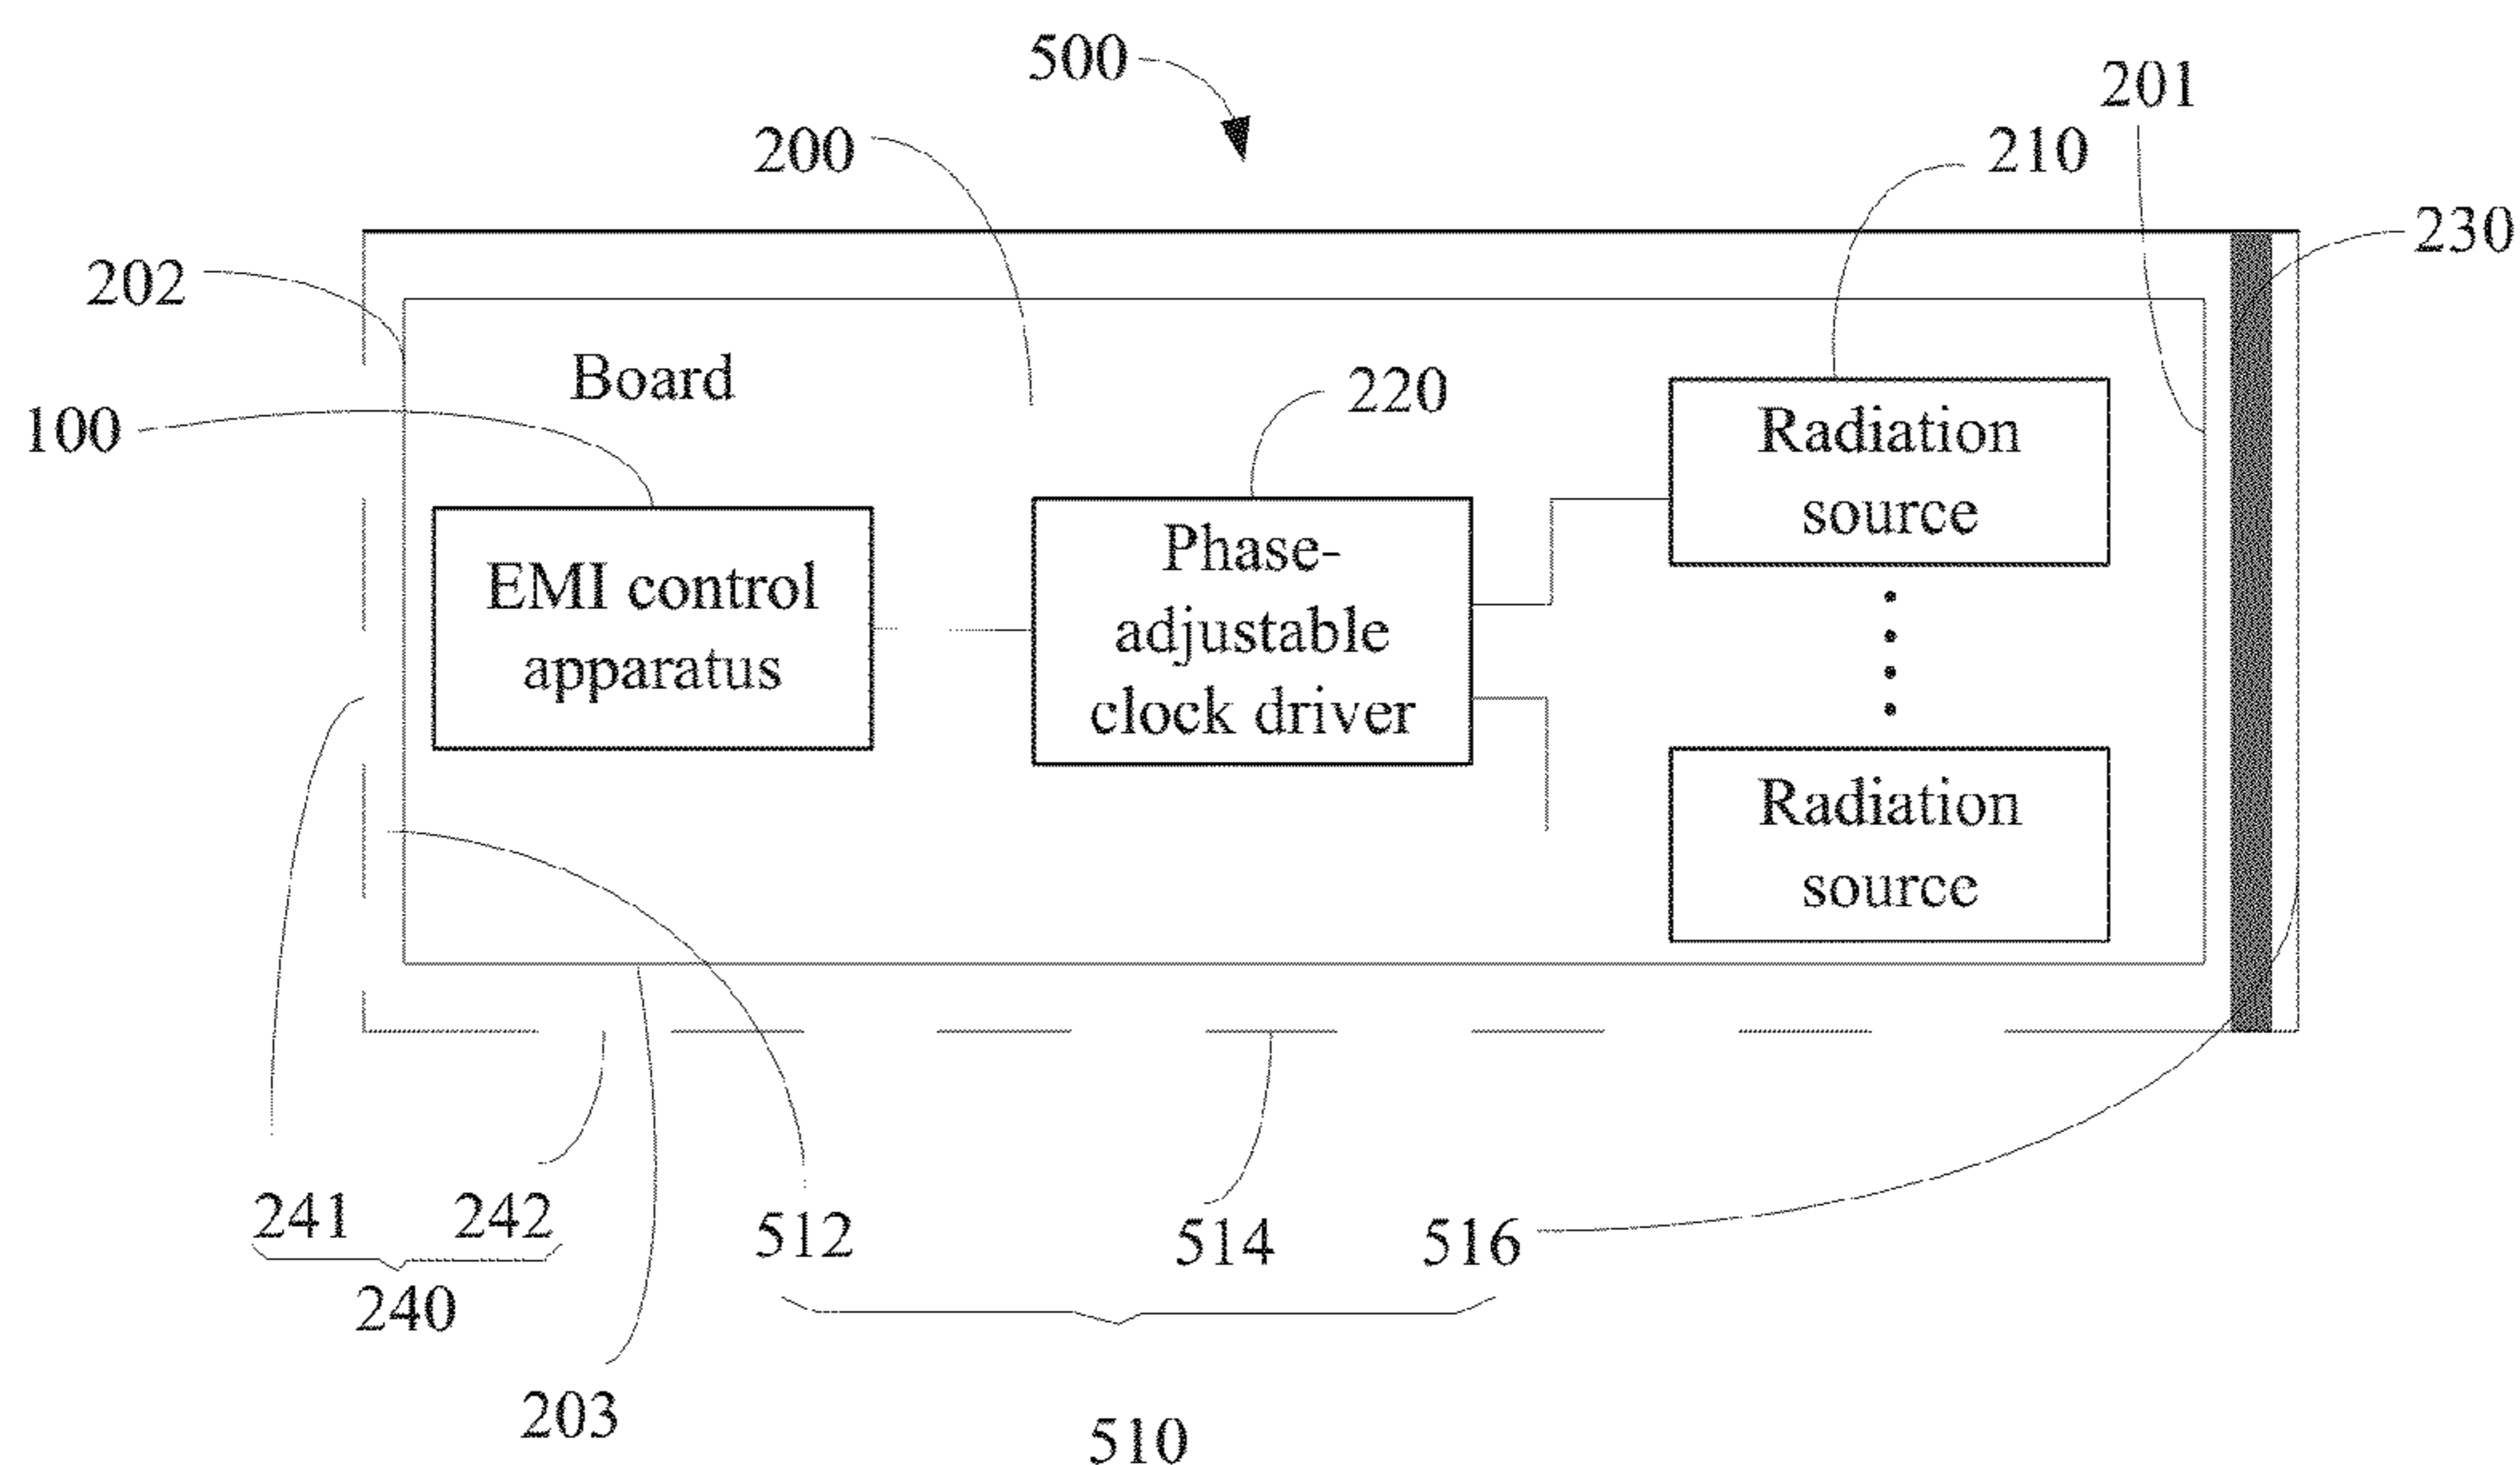 500
201
200
210
230
202
Board
220
100
Radiation
source
EMI control
apparatus
Phase-
adjustable
clock driver
Radiation
source
241
242
512
514
516
240
203
510